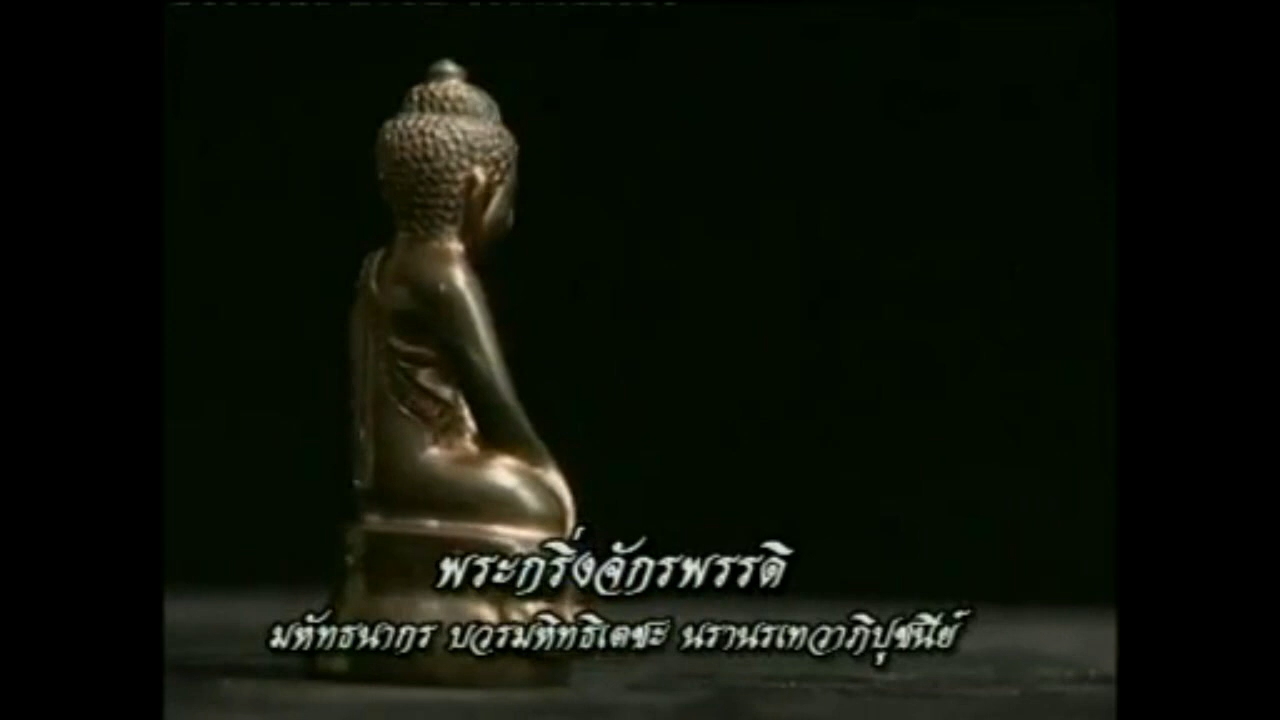 พระกริ่งจักรพรรดิ
มหัทธนากร บวรมหิทธิเดชะ นรานรเทวาภิปูชนีย์